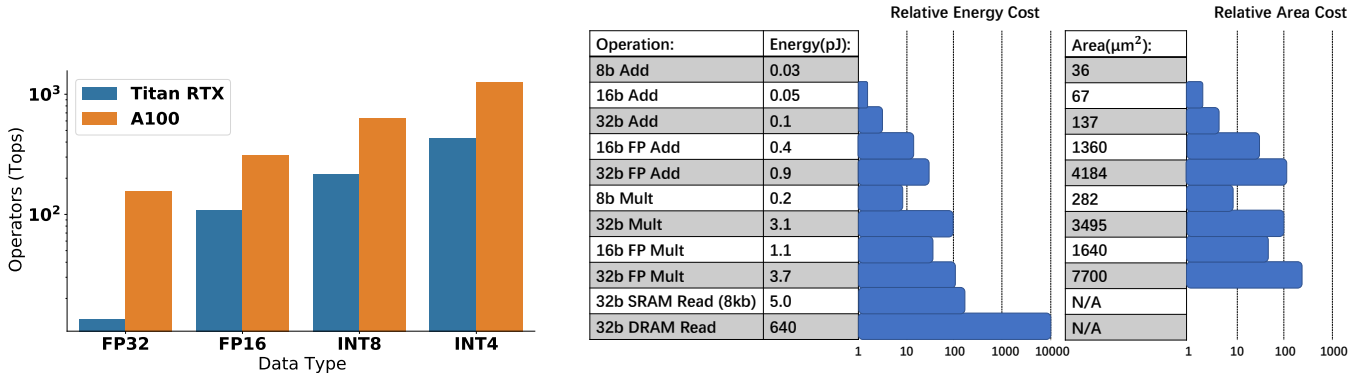 Operators (Tops)
10³
10²
Titan RTX
A100
FP32 FP16 INT8 INT4
Data Type
Relative Energy Cost
Operation: Energy(pJ):
8b Add 0.03
16b Add 0.05
32b Add 0.1
16b FP Add 0.4
32b FP Add 0.9
8b Mult 0.2
32b Mult 3.1
16b FP Mult 1.1
32b FP Mult 3.7
32b SRAM Read (8kb) 5.0
32b DRAM Read 640
1 10 100 1000 10000
Relative Area Cost
Area(μm²):
36
67
137
1360
4184
282
3495
1640
7700
N/A
N/A
1 10 100 1000